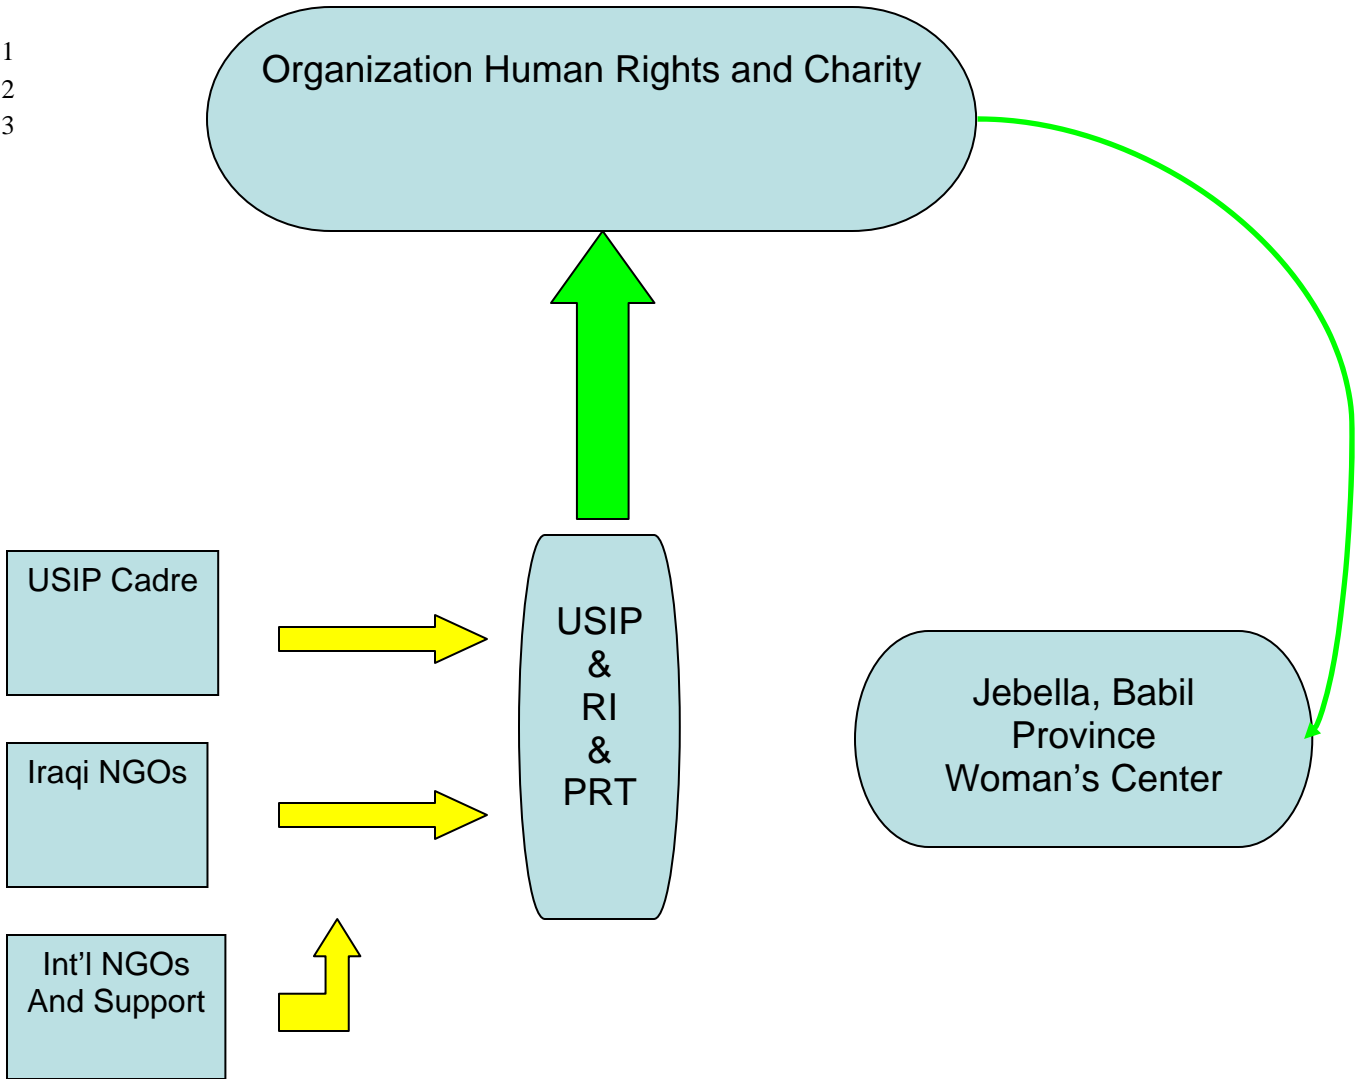 1
2
3
Organization Human Rights and Charity
USIP Cadre
Iraqi NGOs
Int'l NGOs
And Support
USIP
&
RI
&
PRT
Jebella, Babil
Province
Woman's Center